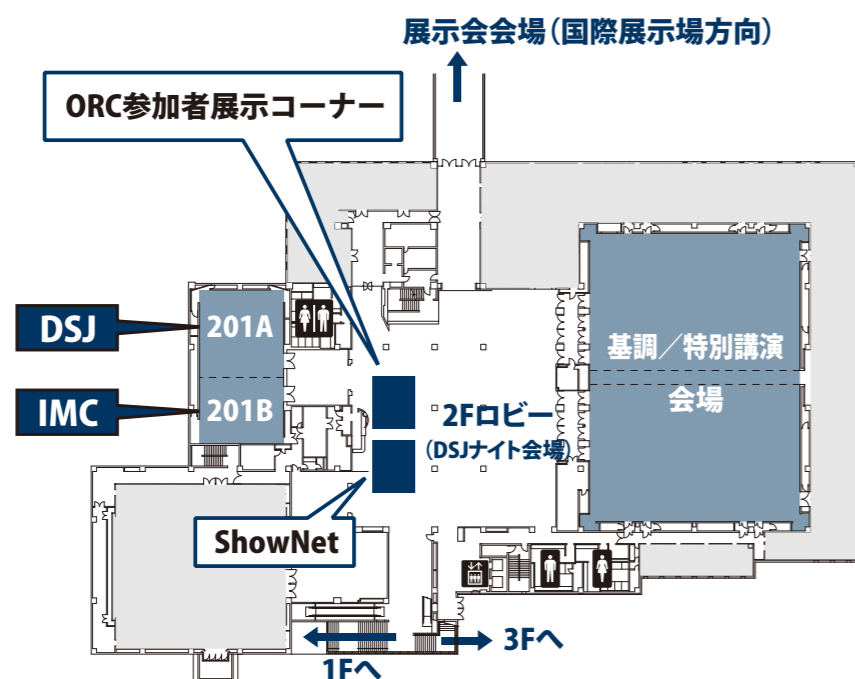 展示会会場（国際展示場方向）
ORC参加者展示コーナー
DSJ
201A
基調／特別講演
会場
IMC
201B
2Fロビー
（DSJナイト会場）
ShowNet
3Fへ
1Fへ